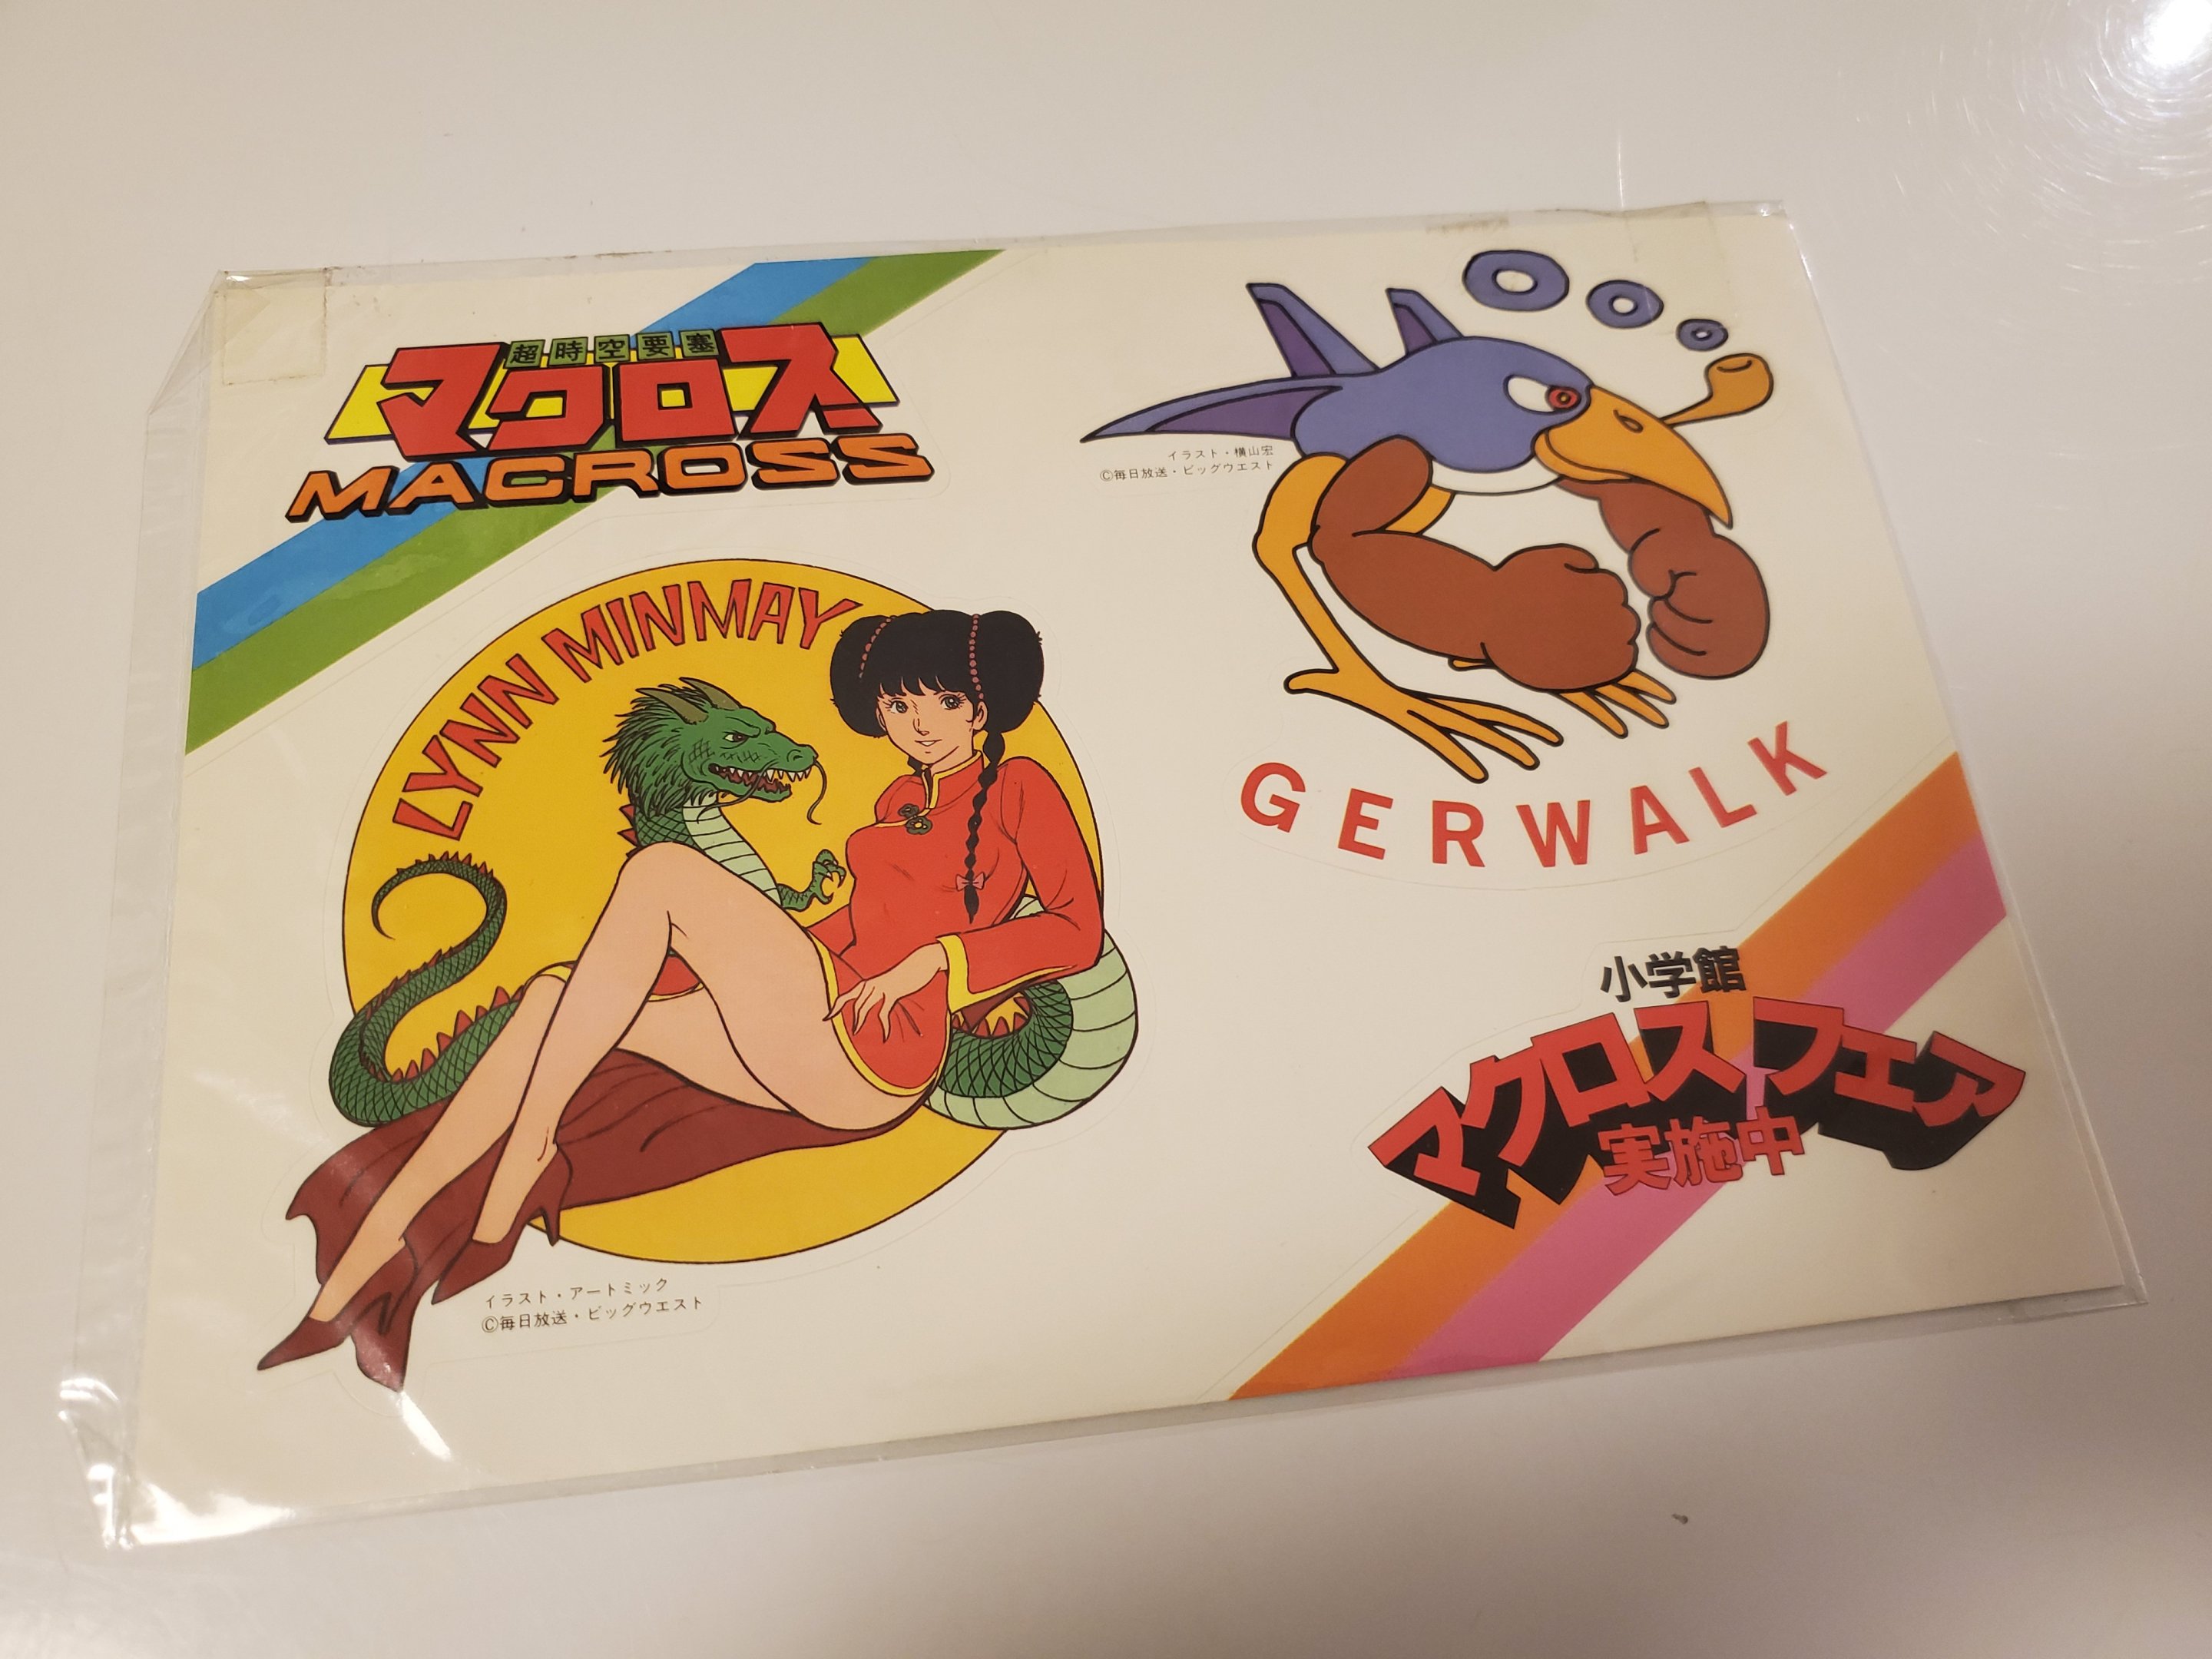 超時空要塞
マクロス
MACROSS
イラスト・横山宏
©毎日放送・ビッグウエスト
GERWALK
LYNN MINMAY
イラスト・アートミック
©毎日放送・ビッグウエスト
小学館
マクロスフェア
実施中